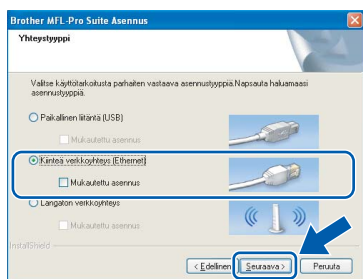 Brother MFL-Pro Suite Asennus
Yhteystyyppi
Valitse käyttötarkoitusta parhaiten vastaava asennustyyppi.Napsauta haluamaasi
asennustyyppiä.
Paikallinen liitäntä (USB)
Mukautettu asennus
Kiinteä verkkoyhteys (Ethernet)
Mukautettu asennus
Langaton verkkoyhteys
Mukautettu asennus
InstallShield
< Edellinen Seuraava > Peruuta